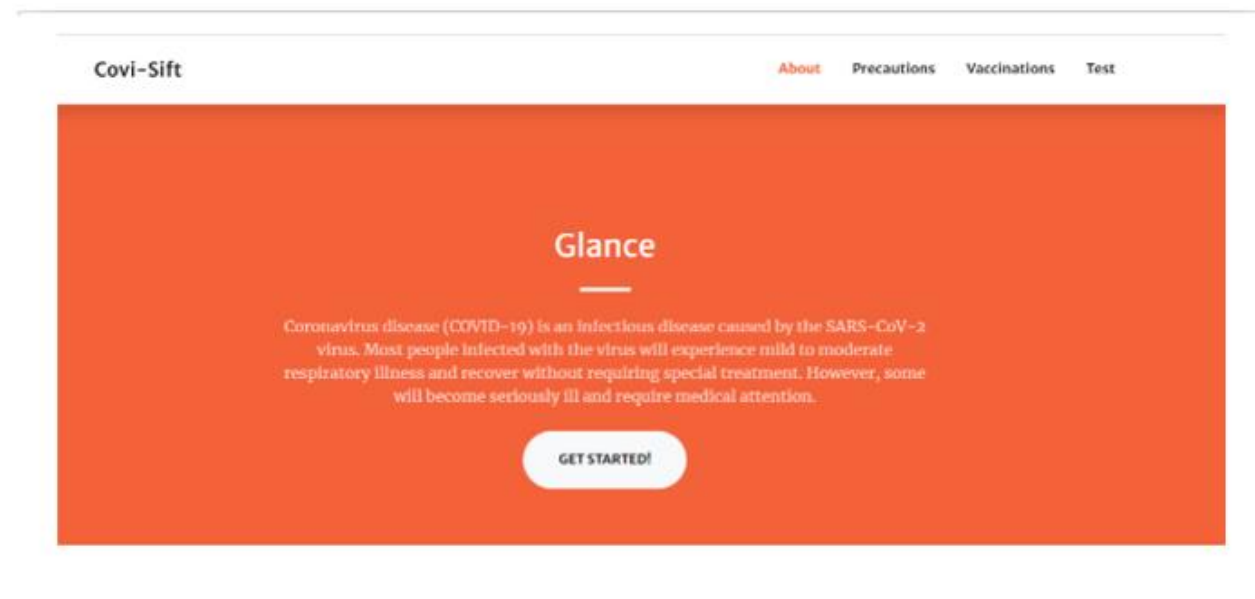 Covi-Sift
About Precautions Vaccinations Test
Glance
Coronavirus disease (COVID-19) is an infectious disease caused by the SARS-CoV-2
virus. Most people infected with the virus will experience mild to moderate
respiratory illness and recover without requiring special treatment. However, some
will become seriously ill and require medical attention.
GET STARTED!